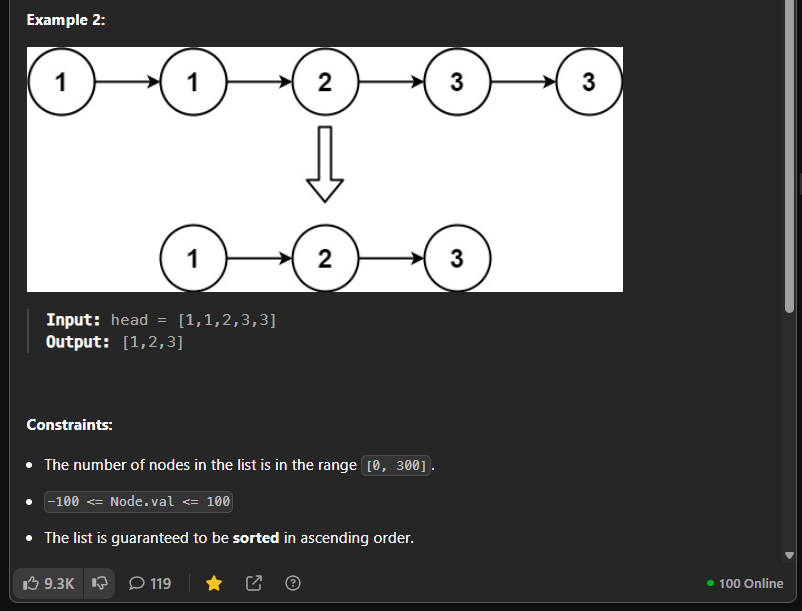 Example 2:
1 1 2 3 3
1 2 3
Input: head = [1,1,2,3,3]
Output: [1,2,3]
Constraints:
The number of nodes in the list is in the range [0, 300].
-100 <= Node.val <= 100
The list is guaranteed to be sorted in ascending order.
9.3K 119 100 Online